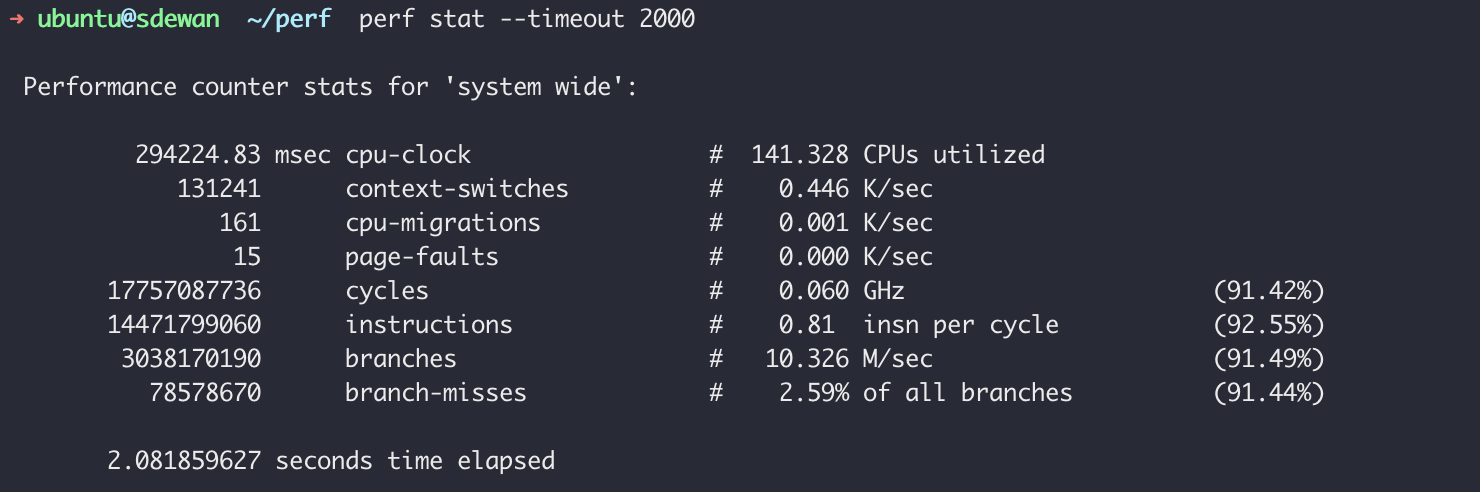 → ubuntu@sdewan ~/perf perf stat --timeout 2000
Performance counter stats for 'system wide':
294224.83 msec cpu-clock # 141.328 CPUs utilized
131241 context-switches # 0.446 K/sec
161 cpu-migrations # 0.001 K/sec
15 page-faults # 0.000 K/sec
17757087736 cycles # 0.060 GHz (91.42%)
14471799060 instructions # 0.81 insn per cycle (92.55%)
3038170190 branches # 10.326 M/sec (91.49%)
78578670 branch-misses # 2.59% of all branches (91.44%)
2.081859627 seconds time elapsed